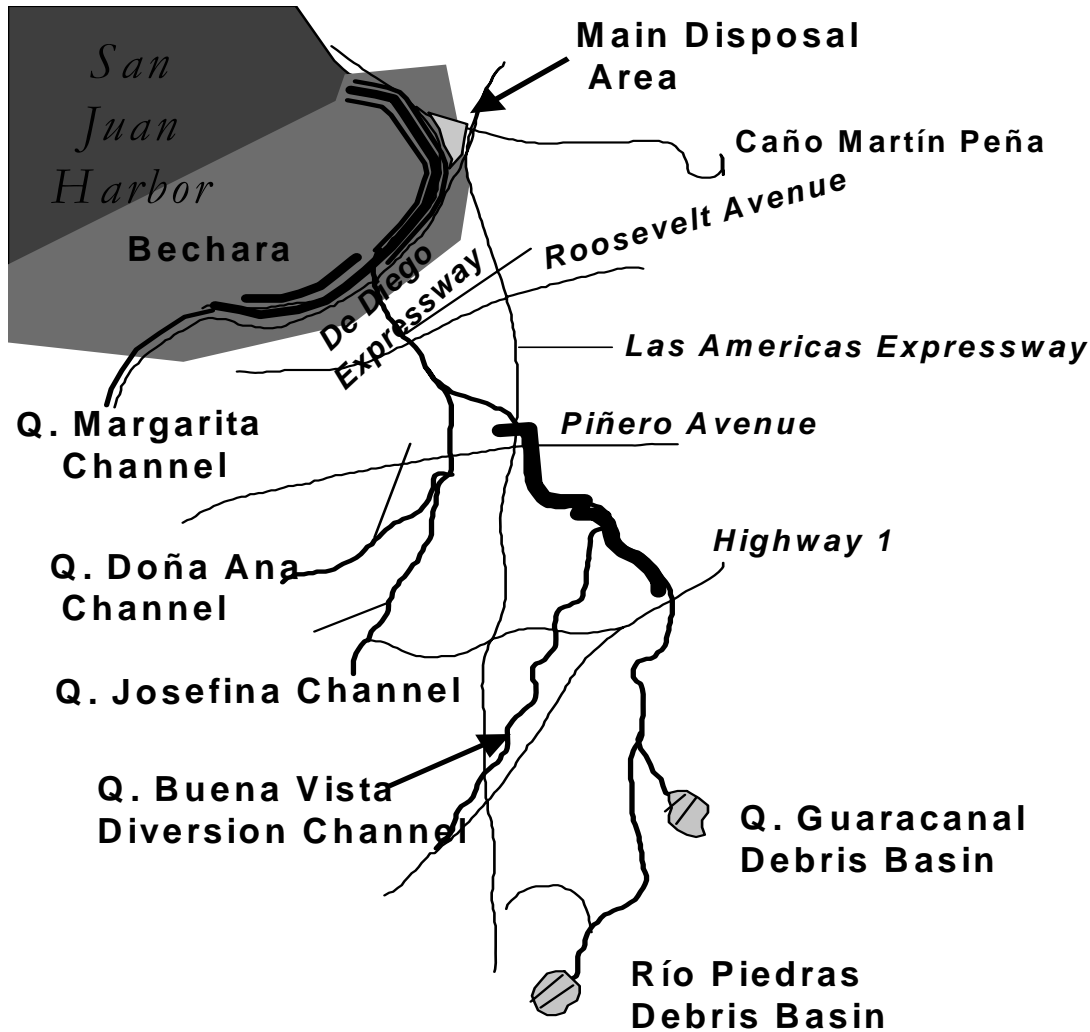 San
Juan
Harbor
Main Disposal
Area
Caño Martín Peña
Roosevelt Avenue
Bechara
De Diego
Expressway
Las Americas Expressway
Q. Margarita
Channel
Piñero Avenue
Highway 1
Q. Doña Ana
Channel
Q. Josefina Channel
Q. Buena Vista
Diversion Channel
Q. Guaracanal
Debris Basin
Río Piedras
Debris Basin